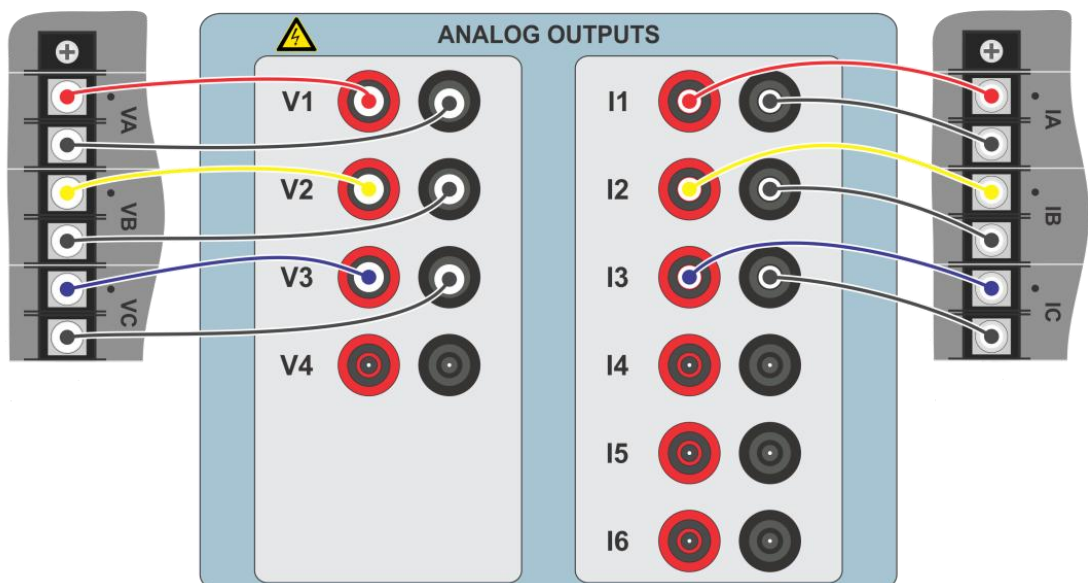 ANALOG OUTPUTS
VA
VB
VC
V1
V2
V3
V4
I1
I2
I3
I4
I5
I6
IA
IB
IC